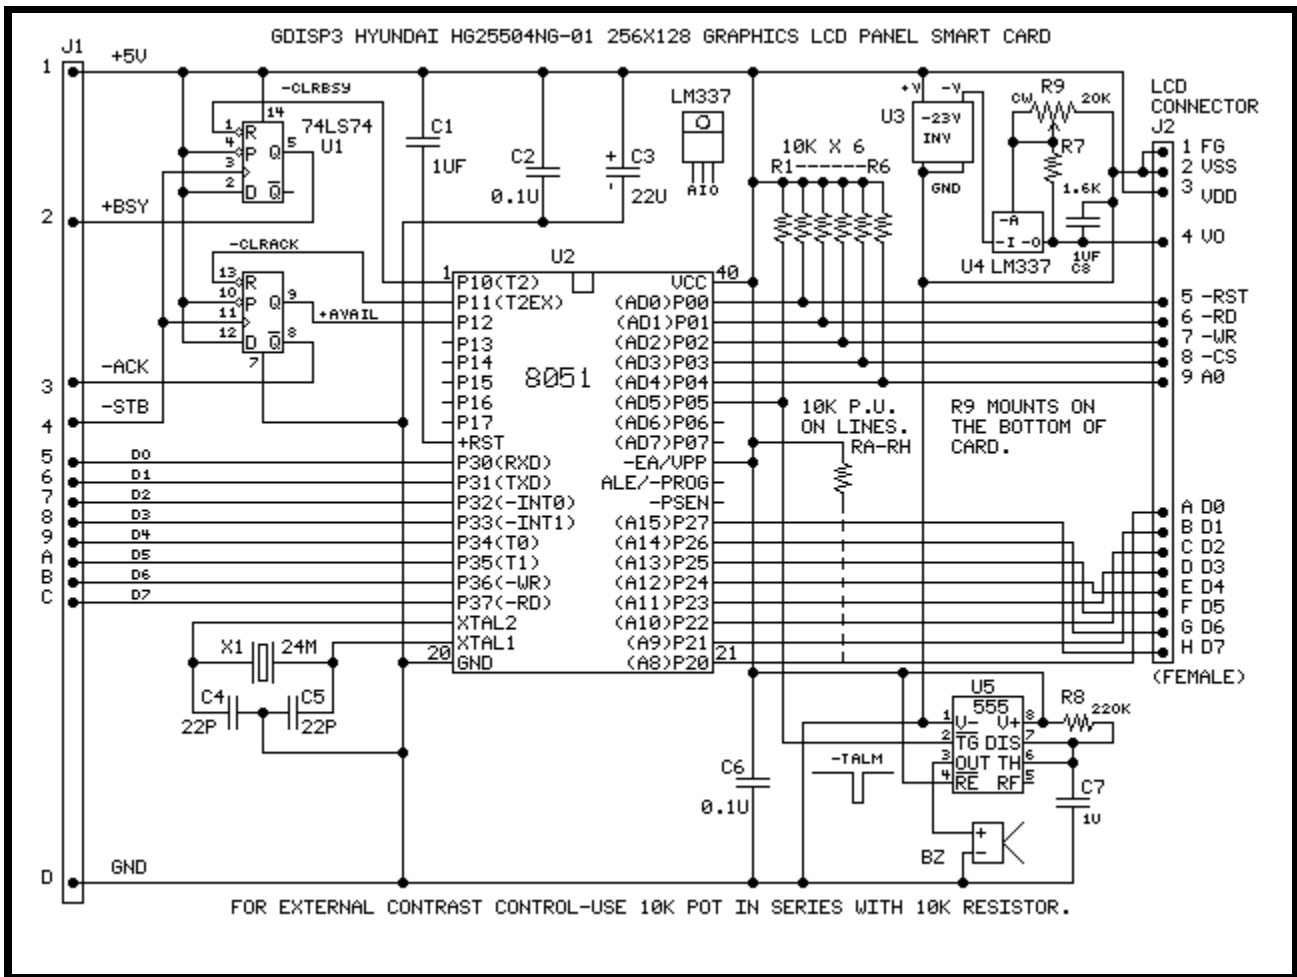 GDISP3 HYUNDAI HG25504NG-01 256X128 GRAPHICS LCD PANEL SMART CARD
J1
1
+5V
-CLRBSY
14
1
R
4
P
Q
5
3
2
D
Q
74LS74
U1
2
+BSY
-CLRACK
13
R
10
P
Q
9
11
12
D
Q
8
7
+AVAIL
-ACK
3
-STB
4
5
D0
6
D1
7
D2
8
D3
9
D4
A
D5
B
D6
C
D7
C1
1UF
C2
0.1U
+
C3
22U
LM337
AIO
10K X 6
R1------R6
+V
-V
U3
-23V
INV
GND
R9
CW
20K
R7
1.6K
-A
-I -O
U4 LM337
1UF
C8
LCD
CONNECTOR
J2
1 FG
2 VSS
3
VDD
4 VO
5 -RST
6 -RD
7 -WR
8 -CS
9 A0
U2
8051
1
P10(T2)
P11(T2EX)
P12
P13
P14
P15
P16
P17
+RST
P30(RXD)
P31(TXD)
P32(-INT0)
P33(-INT1)
P34(T0)
P35(T1)
P36(-WR)
P37(-RD)
XTAL2
XTAL1
20
GND
40
VCC
(AD0)P00
(AD1)P01
(AD2)P02
(AD3)P03
(AD4)P04
(AD5)P05
(AD6)P06
(AD7)P07
-EA/VPP
ALE/-PROG
-PSEN
(A15)P27
(A14)P26
(A13)P25
(A12)P24
(A11)P23
(A10)P22
(A9)P21
(A8)P20
21
10K P.U.
ON LINES.
RA-RH
R9 MOUNTS ON
THE BOTTOM OF
CARD.
A D0
B D1
C D2
D D3
E D4
F D5
G D6
H D7
(FEMALE)
X1
24M
C4
C5
22P
22P
C6
0.1U
-TALM
U5
555
1
V-
V+
8
2
TG
DIS
7
3
OUT
TH
6
4
RE
RF
5
R8
220K
C7
1U
BZ
+
-
D
GND
FOR EXTERNAL CONTRAST CONTROL-USE 10K POT IN SERIES WITH 10K RESISTOR.